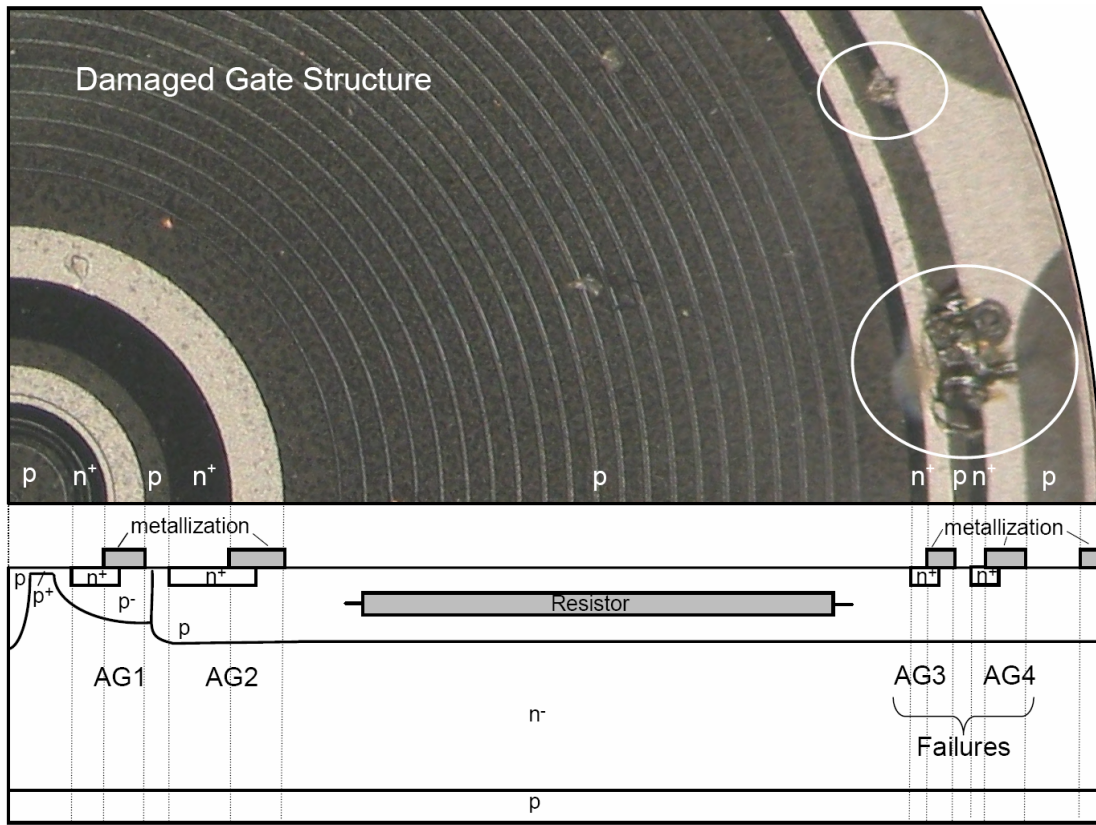 Damaged Gate Structure
p n⁺ p n⁺ p n⁺ p n⁺ p
metallization metallization
p p⁺ n⁺ p⁻ n⁺ n⁺ n⁺
Resistor
p
AG1 AG2 AG3 AG4
n⁻
Failures
p